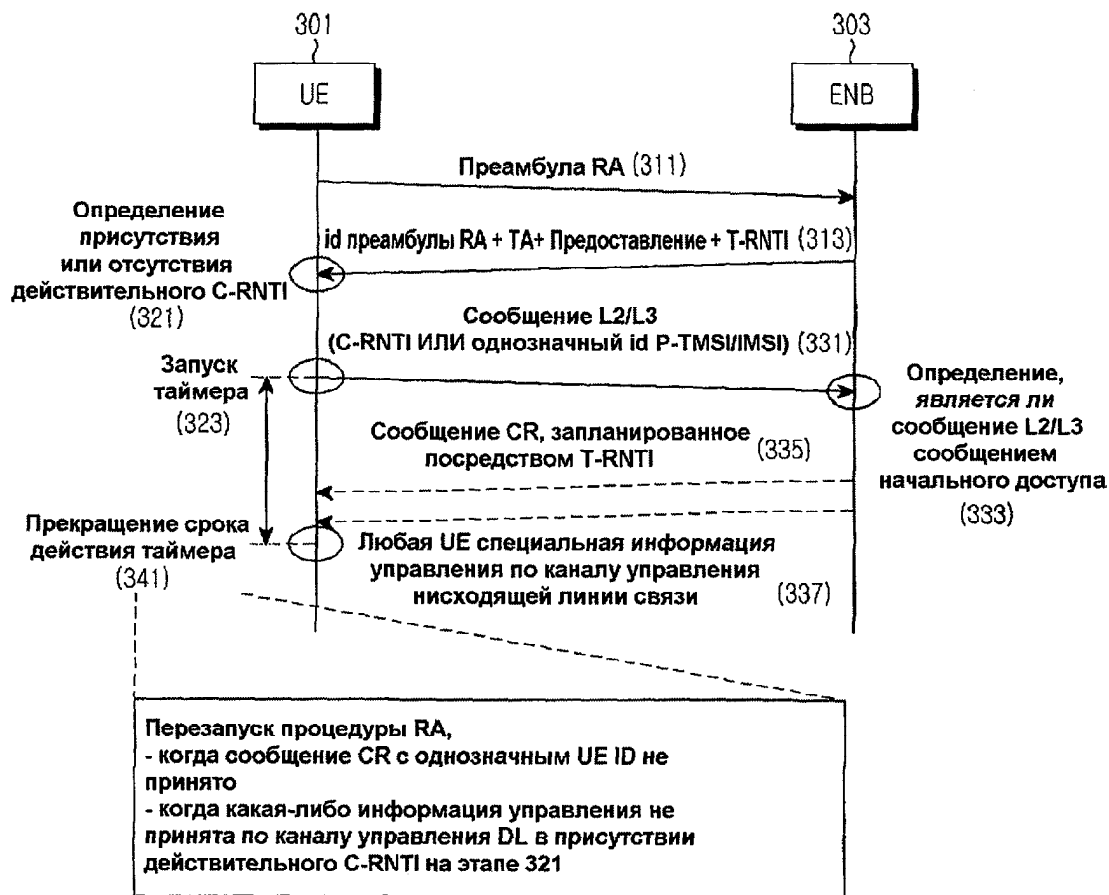 301
303
UE
ENB
Преамбула RA (311)
Определение
присутствия
или отсутствия
действительного C-RNTI
(321)
id преамбулы RA + TA+ Предоставление + T-RNTI (313)
Сообщение L2/L3
(C-RNTI ИЛИ однозначный id P-TMSI/IMSI) (331)
Запуск
таймера
(323)
Определение,
является ли
сообщение L2/L3
сообщением
начального доступа
(333)
Сообщение CR, запланированное
посредством T-RNTI (335)
Прекращение срока
действия таймера
(341)
Любая UE специальная информация
управления по каналу управления
нисходящей линии связи (337)
Перезапуск процедуры RA,
- когда сообщение CR с однозначным UE ID не
принято
- когда какая-либо информация управления не
принята по каналу управления DL в присутствии
действительного C-RNTI на этапе 321